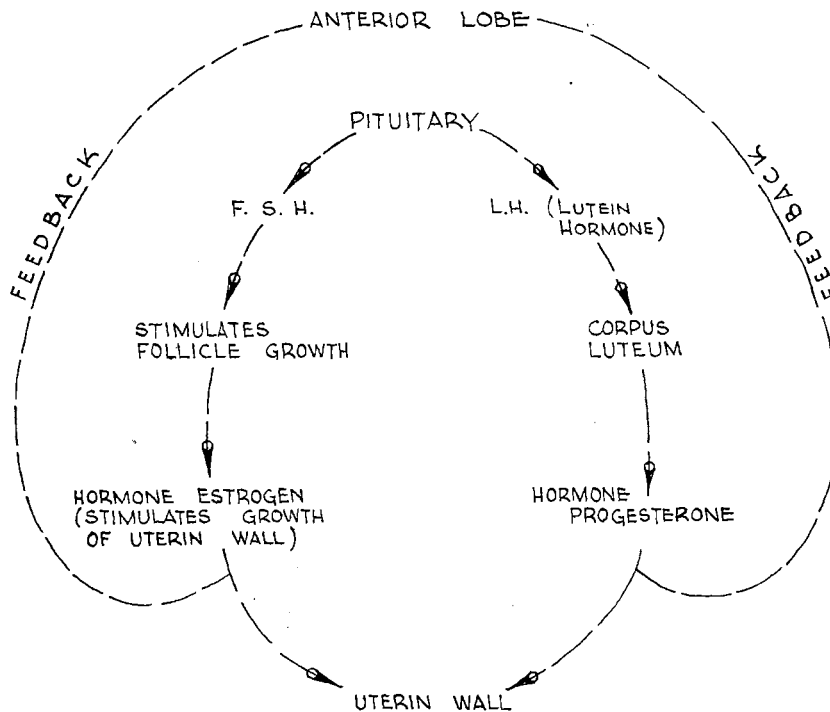 ANTERIOR LOBE
PITUITARY
FEEDBACK
FEEDBACK
F. S. H.
L.H. (LUTEIN
HORMONE)
STIMULATES
FOLLICLE GROWTH
CORPUS
LUTEUM
HORMONE ESTROGEN
(STIMULATES GROWTH
OF UTERIN WALL)
HORMONE
PROGESTERONE
UTERIN WALL